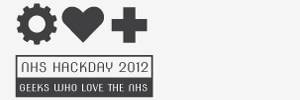 NHS HACKDAY 2012
GEEKS WHO LOVE THE NHS